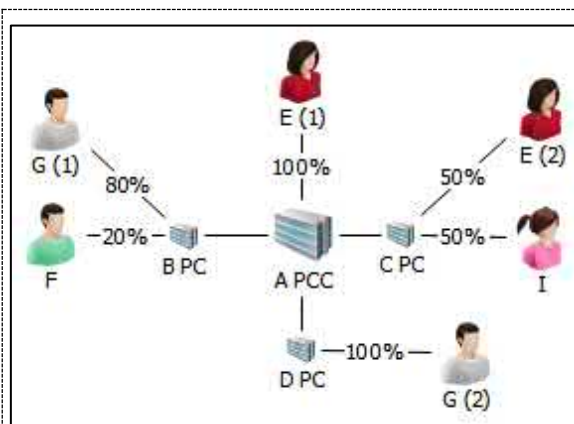 E (1)
G (1)
E (2)
100%
80%
50%
20%
50%
F
B PC
A PCC
C PC
I
100%
D PC
G (2)